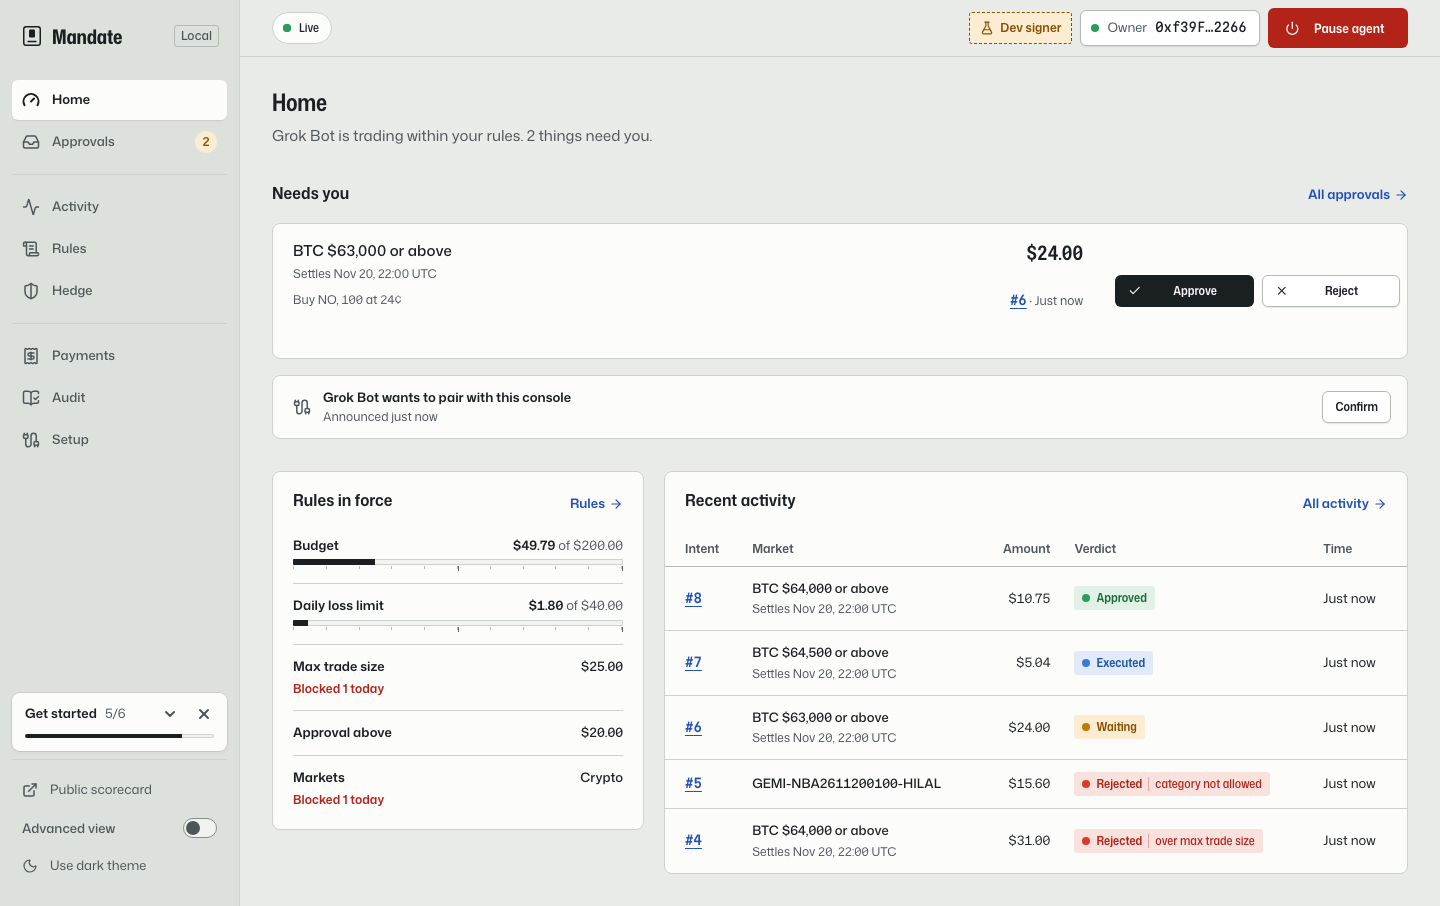 Mandate
Local
Home
Approvals
2
Activity
Rules
Hedge
Payments
Audit
Setup
Get started 5/6
Public scorecard
Advanced view
Use dark theme
Live
Dev signer
Owner 0xf39F…2266
Pause agent
Home
Grok Bot is trading within your rules. 2 things need you.
Needs you
All approvals
BTC $63,000 or above
Settles Nov 20, 22:00 UTC
Buy NO, 100 at 24¢
$24.00
#6 · Just now
Approve
Reject
Grok Bot wants to pair with this console
Announced just now
Confirm
Rules in force
Rules
Budget
$49.79 of $200.00
Daily loss limit
$1.80 of $40.00
Max trade size
$25.00
Blocked 1 today
Approval above
$20.00
Markets
Crypto
Blocked 1 today
Recent activity
All activity
Intent Market Amount Verdict Time
#8 BTC $64,000 or above $10.75 Approved Just now
Settles Nov 20, 22:00 UTC
#7 BTC $64,500 or above $5.04 Executed Just now
Settles Nov 20, 22:00 UTC
#6 BTC $63,000 or above $24.00 Waiting Just now
Settles Nov 20, 22:00 UTC
#5 GEMI-NBA2611200100-HILAL $15.60 Rejected category not allowed Just now
#4 BTC $64,000 or above $31.00 Rejected over max trade size Just now
Settles Nov 20, 22:00 UTC